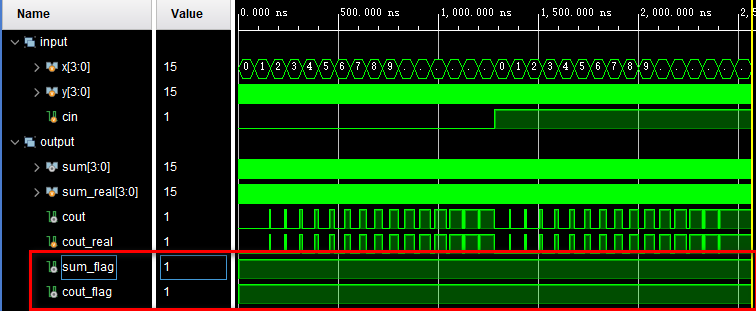 Name Value 0.000 ns 500.000 ns 1,000.000 ns 1,500.000 ns 2,000.000 ns
input
x[3:0] 15 0 1 2 3 4 5 6 7 8 9 . . . . . . 0 1 2 3 4 5 6 7 8 9 . . . . . .
y[3:0] 15
cin 1
output
sum[3:0] 15
sum_real[3:0] 15
cout 1
cout_real 1
sum_flag 1
cout_flag 1